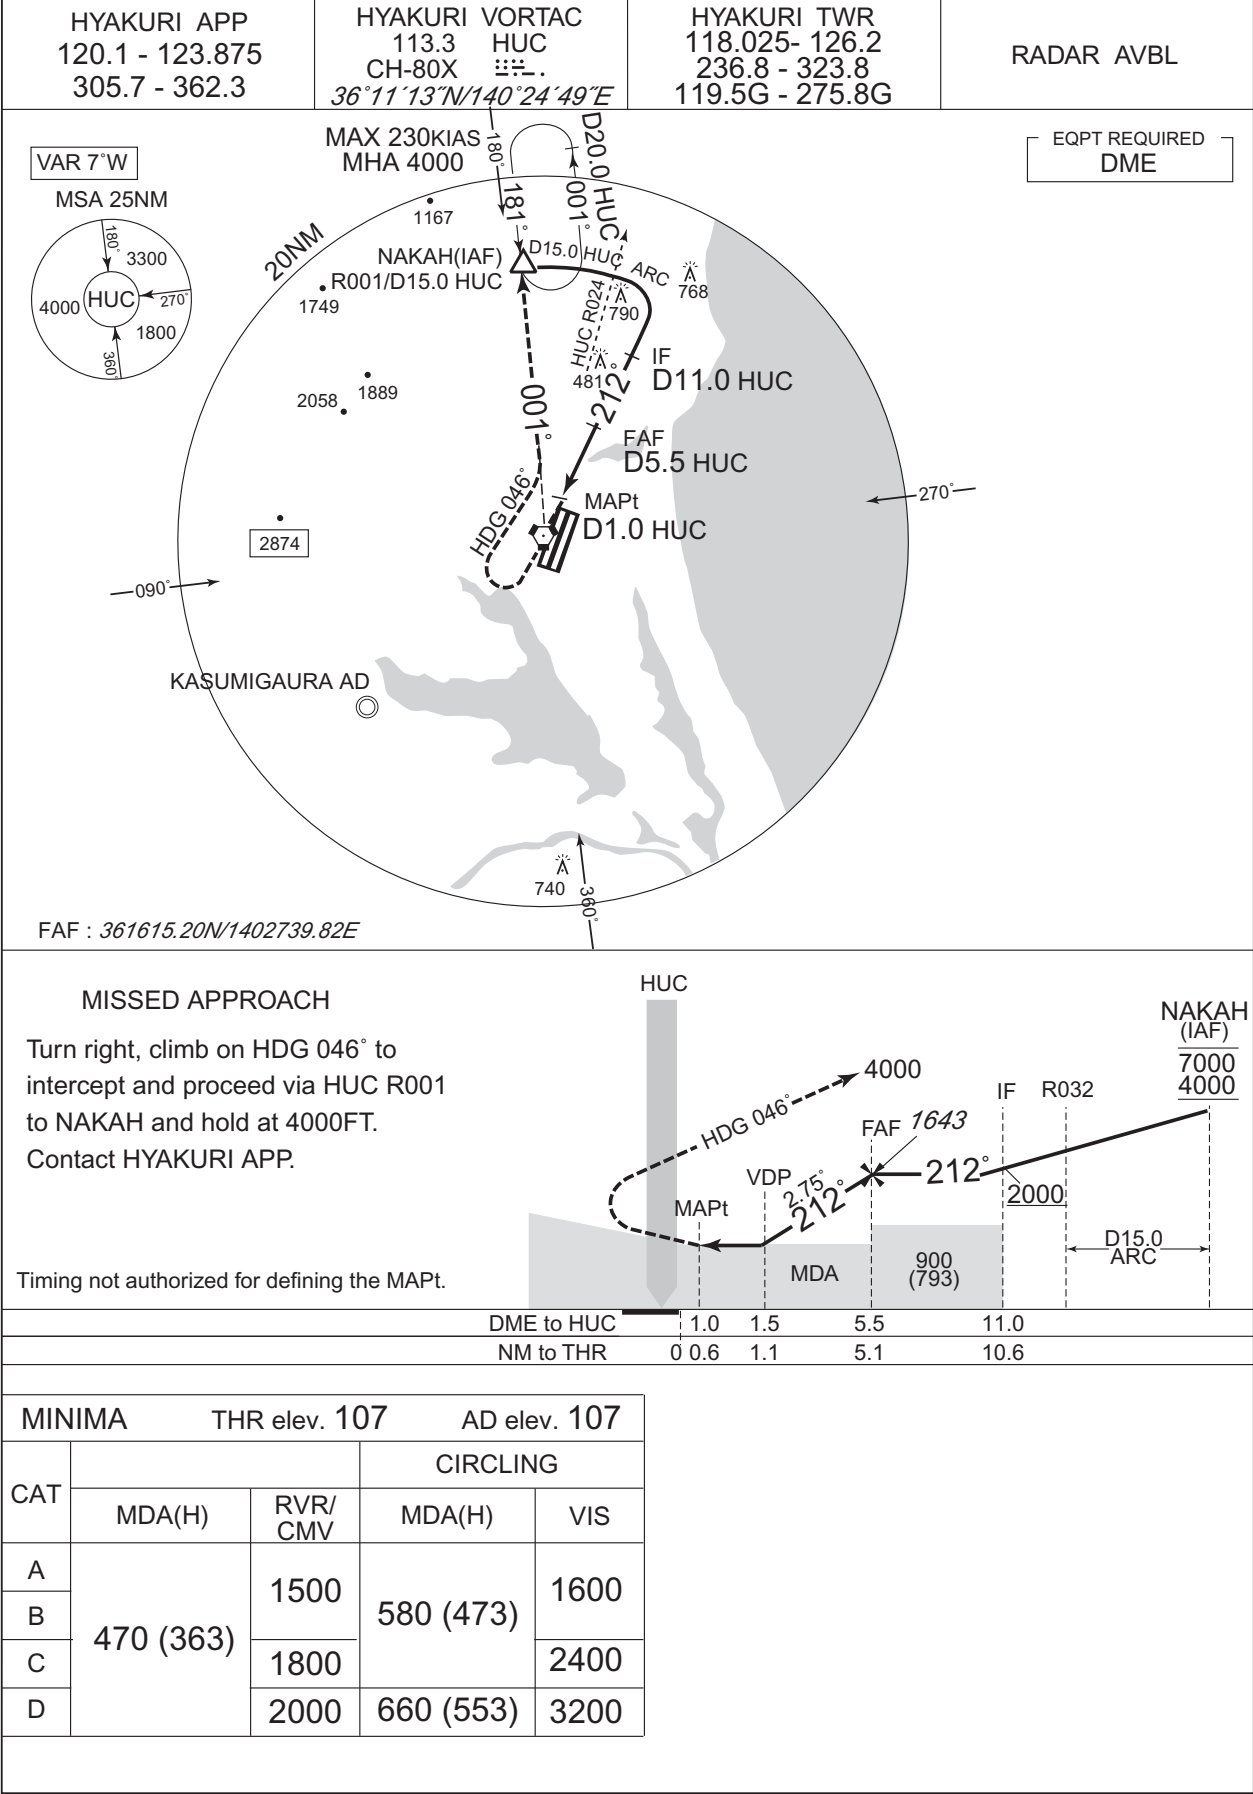 HYAKURI APP
120.1 - 123.875
305.7 - 362.3
HYAKURI VORTAC
113.3 HUC
CH-80X
36°11´13˝N/140°24´49˝E
HYAKURI TWR
118.025- 126.2
236.8 - 323.8
119.5G - 275.8G
RADAR AVBL
VAR 7°W
MSA 25NM
180°
3300
4000
HUC
270°
1800
360°
MAX 230KIAS
MHA 4000
180°
181°
001°
D20.0 HUC
EQPT REQUIRED
DME
20NM
1167
NAKAH(IAF)
R001/D15.0 HUC
D15.0 HUC ARC
768
790
1749
HUC R024
481
IF
D11.0 HUC
212°
1889
2058
001°
FAF
D5.5 HUC
HDG 046°
MAPt
D1.0 HUC
270°
2874
090°
KASUMIGAURA AD
740
360°
FAF : 361615.20N/1402739.82E
MISSED APPROACH
Turn right, climb on HDG 046° to
intercept and proceed via HUC R001
to NAKAH and hold at 4000FT.
Contact HYAKURI APP.
Timing not authorized for defining the MAPt.
HUC
NAKAH
(IAF)
7000
4000
4000
HDG 046°
IF
R032
FAF
1643
212°
2000
VDP
2.75°
212°
MAPt
D15.0
ARC
MDA
900
(793)
DME to HUC 1.0 1.5 5.5 11.0
NM to THR 0 0.6 1.1 5.1 10.6
MINIMA THR elev. 107 AD elev. 107
CAT
CIRCLING
MDA(H)
RVR/
CMV
MDA(H)
VIS
A
B
C
D
470 (363)
1500
1800
2000
580 (473)
660 (553)
1600
2400
3200